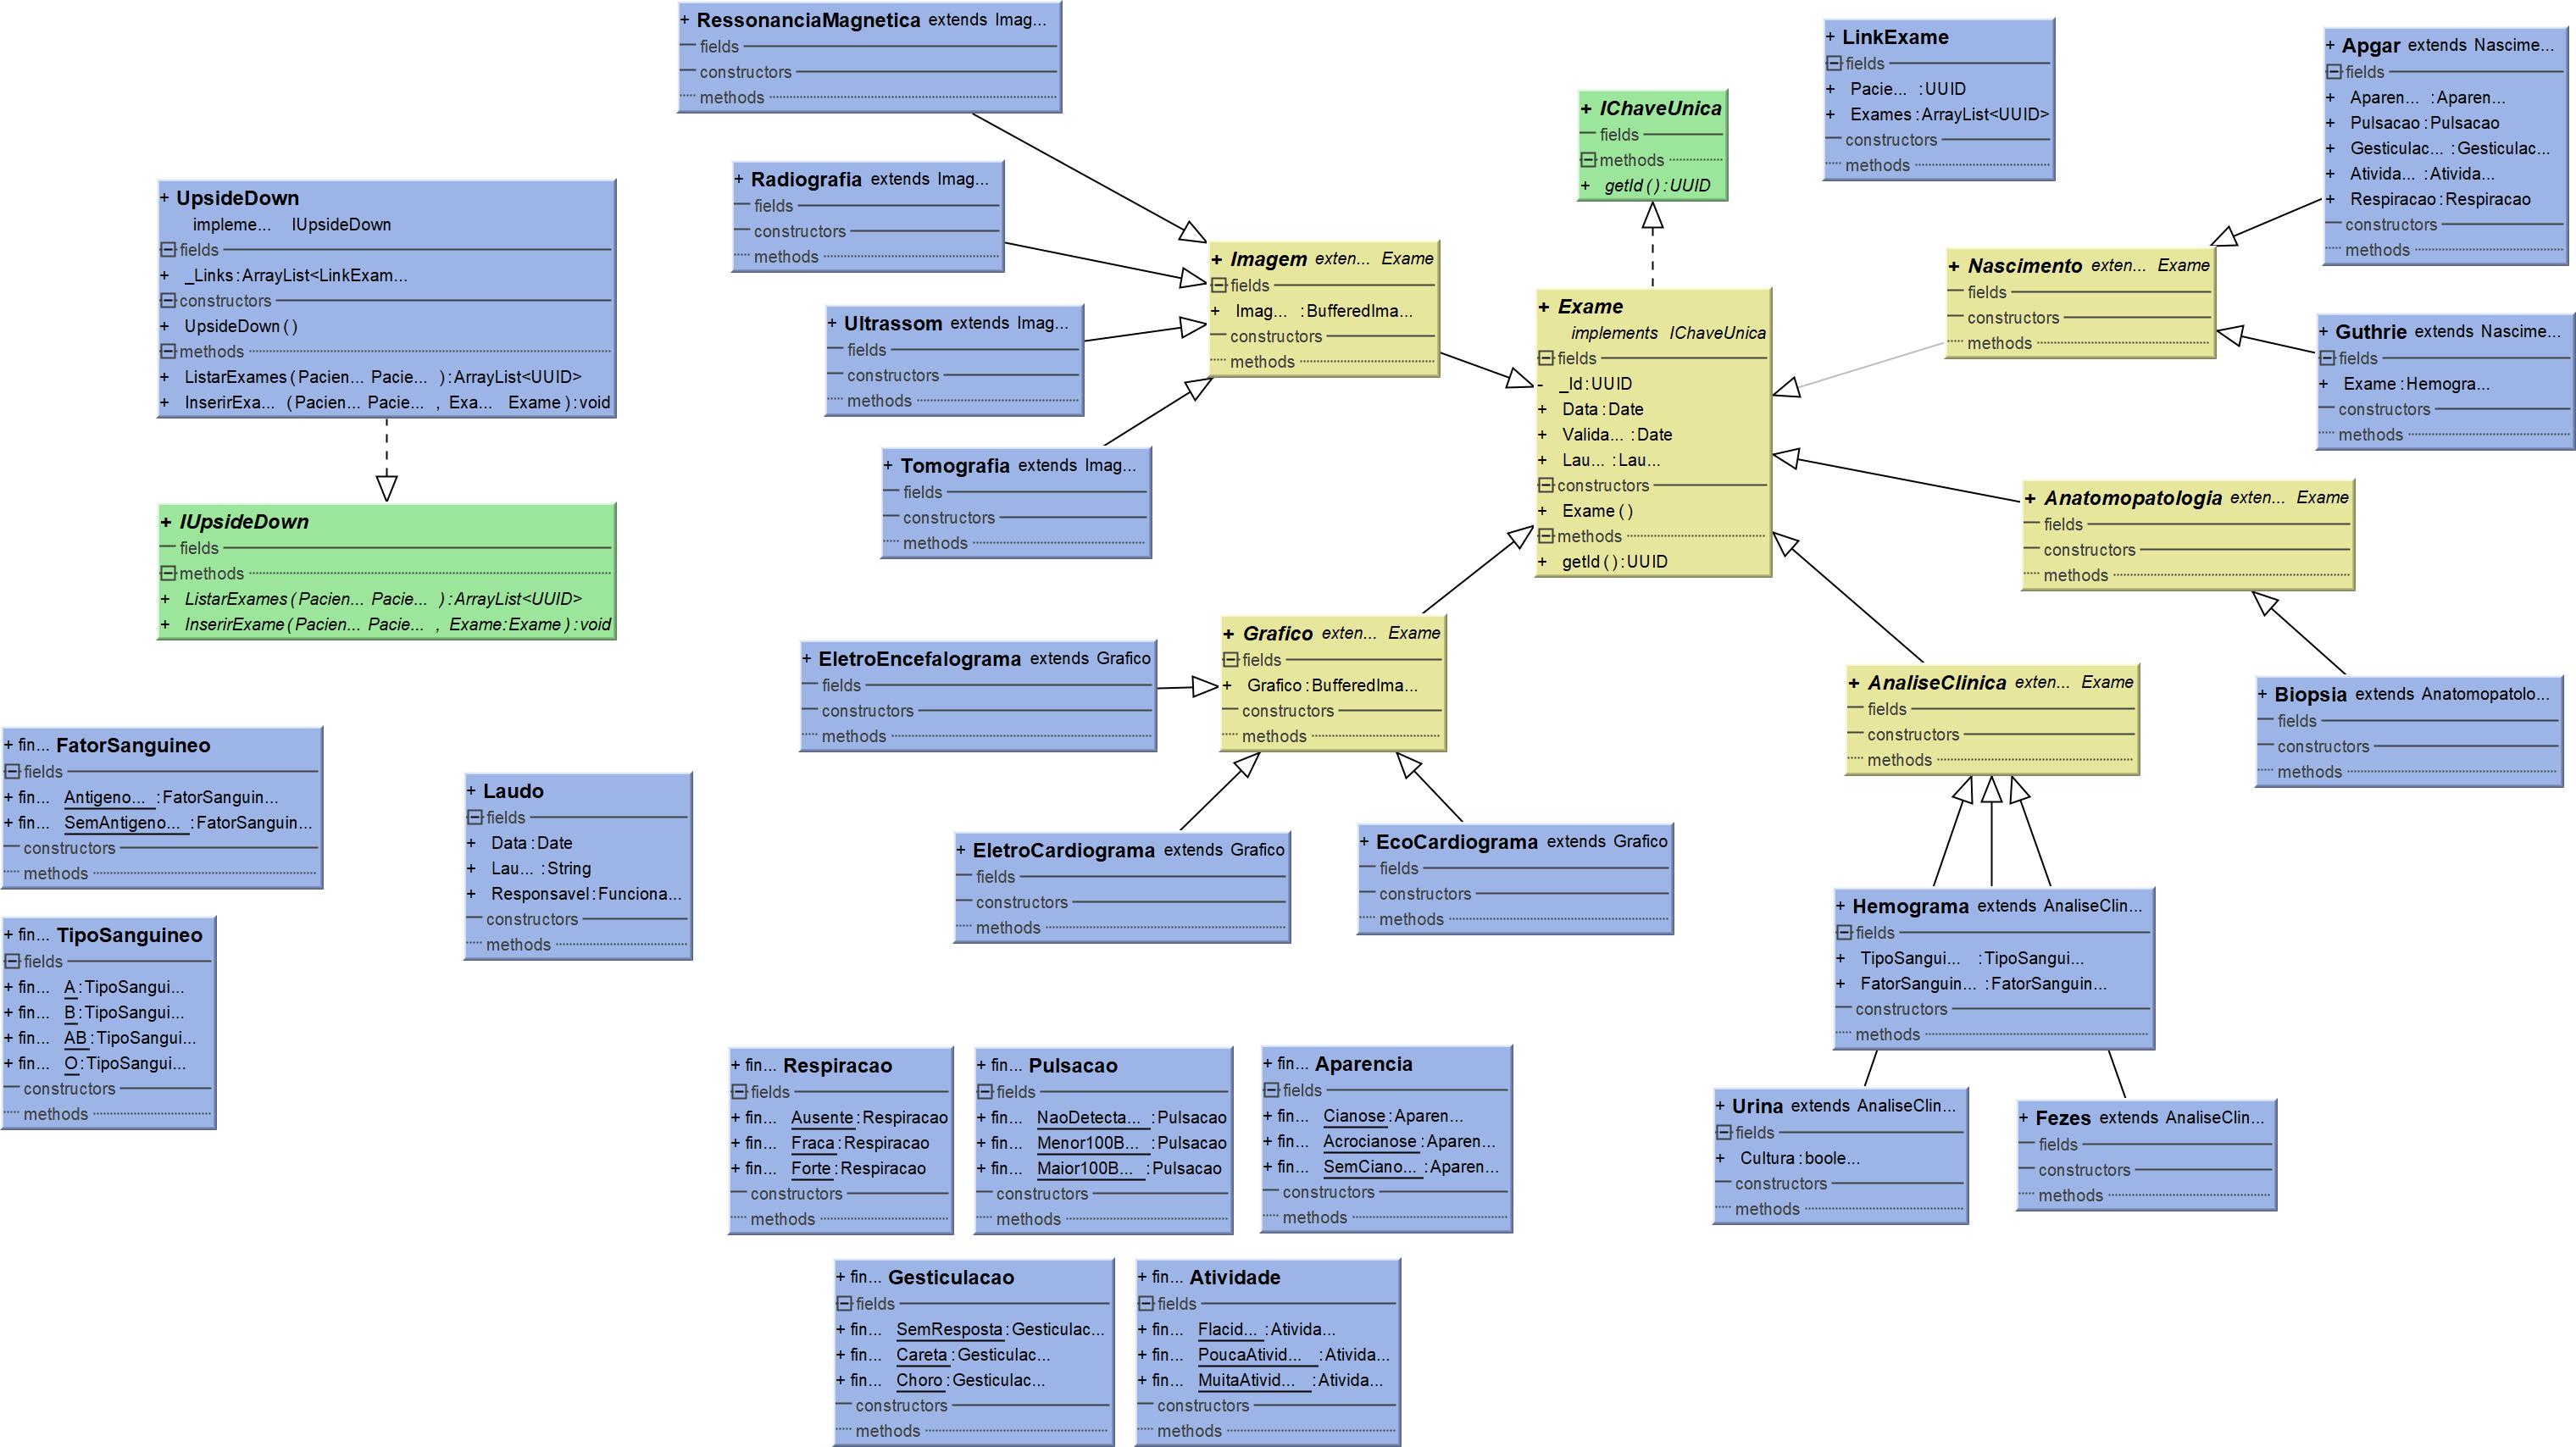 + RessonanciaMagnetica extends Imag...
fields
constructors
methods
+ Radiografia extends Imag...
fields
constructors
methods
+ Ultrassom extends Imag...
fields
constructors
methods
+ Tomografia extends Imag...
fields
constructors
methods
+ UpsideDown
impleme... IUpsideDown
fields
+ _Links:ArrayList<LinkExam...
constructors
+ UpsideDown()
methods
+ ListarExames(Pacien... Pacie... ):ArrayList<UUID>
+ InserirExa... (Pacien... Pacie... , Exa... Exame):void
+ IUpsideDown
fields
methods
+ ListarExames(Pacien... Pacie... ):ArrayList<UUID>
+ InserirExame(Pacien... Pacie... , Exame:Exame):void
+ Imagem exten... Exame
fields
+ Imag... :BufferedIma...
constructors
methods
+ IChaveUnica
fields
methods
+ getId():UUID
+ Exame
implements IChaveUnica
fields
- _Id:UUID
+ Data:Date
+ Valida... :Date
+ Lau... :Lau...
constructors
+ Exame()
methods
+ getId():UUID
+ LinkExame
fields
+ Pacie... :UUID
+ Exames:ArrayList<UUID>
constructors
methods
+ Apgar extends Nascime...
fields
+ Aparen... :Aparen...
+ Pulsacao:Pulsacao
+ Gesticulac... :Gesticulac...
+ Ativida... :Ativida...
+ Respiracao:Respiracao
constructors
methods
+ Nascimento exten... Exame
fields
constructors
methods
+ Guthrie extends Nascime...
fields
+ Exame:Hemogra...
constructors
methods
+ Anatomopatologia exten... Exame
fields
constructors
methods
+ Biopsia extends Anatomopatolo...
fields
constructors
methods
+ Grafico exten... Exame
fields
+ Grafico:BufferedIma...
constructors
methods
+ EletroEncefalograma extends Grafico
fields
constructors
methods
+ EletroCardiograma extends Grafico
fields
constructors
methods
+ EcoCardiograma extends Grafico
fields
constructors
methods
+ AnaliseClinica exten... Exame
fields
constructors
methods
+ Hemograma extends AnaliseClin...
fields
+ TipoSangui... :TipoSangui...
+ FatorSanguin... :FatorSanguin...
constructors
methods
+ Urina extends AnaliseClin...
fields
+ Cultura:boole...
constructors
methods
+ Fezes extends AnaliseClin...
fields
constructors
methods
+ fin... FatorSanguineo
fields
+ fin... Antigeno... :FatorSanguin...
+ fin... SemAntigeno... :FatorSanguin...
constructors
methods
+ fin... TipoSanguineo
fields
+ fin... A:TipoSangui...
+ fin... B:TipoSangui...
+ fin... AB:TipoSangui...
+ fin... O:TipoSangui...
constructors
methods
+ Laudo
fields
+ Data:Date
+ Lau... :String
+ Responsavel:Funciona...
constructors
methods
+ fin... Respiracao
fields
+ fin... Ausente:Respiracao
+ fin... Fraca:Respiracao
+ fin... Forte:Respiracao
constructors
methods
+ fin... Pulsacao
fields
+ fin... NaoDetecta... :Pulsacao
+ fin... Menor100B... :Pulsacao
+ fin... Maior100B... :Pulsacao
constructors
methods
+ fin... Aparencia
fields
+ fin... Cianose:Aparen...
+ fin... Acrocianose:Aparen...
+ fin... SemCiano... :Aparen...
constructors
methods
+ fin... Gesticulacao
fields
+ fin... SemResposta:Gesticulac...
+ fin... Careta:Gesticulac...
+ fin... Choro:Gesticulac...
constructors
methods
+ fin... Atividade
fields
+ fin... Flacid... :Ativida...
+ fin... PoucaAtivid... :Ativida...
+ fin... MuitaAtivid... :Ativida...
constructors
methods